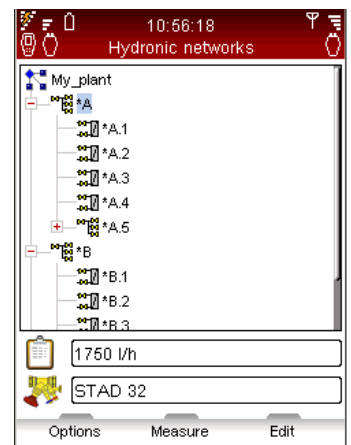 10:56:18
Hydronic networks
My_plant
*A
*A.1
*A.2
*A.3
*A.4
*A.5
*B
*B.1
*B.2
*B.3
1750 l/h
STAD 32
Options Measure Edit